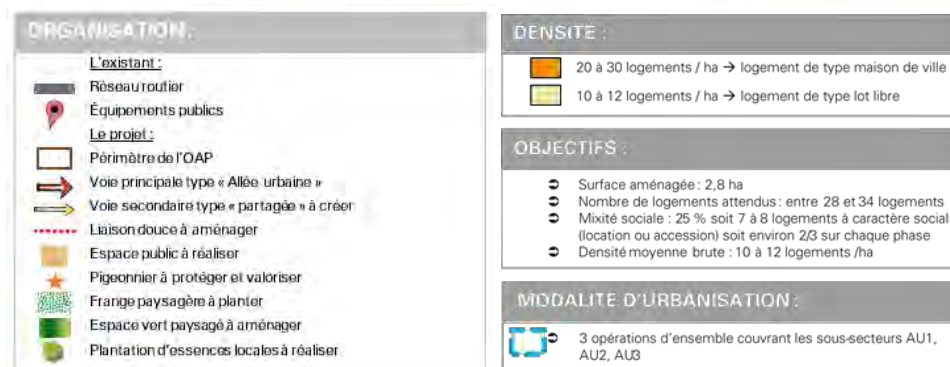 ORGANISATION :
L'existant :
Réseau routier
Équipements publics
Le projet :
Périmètre de l'OAP
Voie principale type « Allée urbaine »
Voie secondaire type « partagée » à créer
Liaison douce à aménager
Espace public à réaliser
Pigeonnier à protéger et valoriser
Frange paysagère à planter
Espace vert paysagé à aménager
Plantation d'essences locales à réaliser
DENSITE :
20 à 30 logements / ha → logement de type maison de ville
10 à 12 logements / ha → logement de type lot libre
OBJECTIFS :
Surface aménagée : 2,8 ha
Nombre de logements attendus : entre 28 et 34 logements
Mixité sociale : 25 % soit 7 à 8 logements à caractère social
(location ou accession) soit environ 2/3 sur chaque phase
Densité moyenne brute : 10 à 12 logements /ha
MODALITE D'URBANISATION :
3 opérations d'ensemble couvrant les sous-secteurs AU1,
AU2, AU3